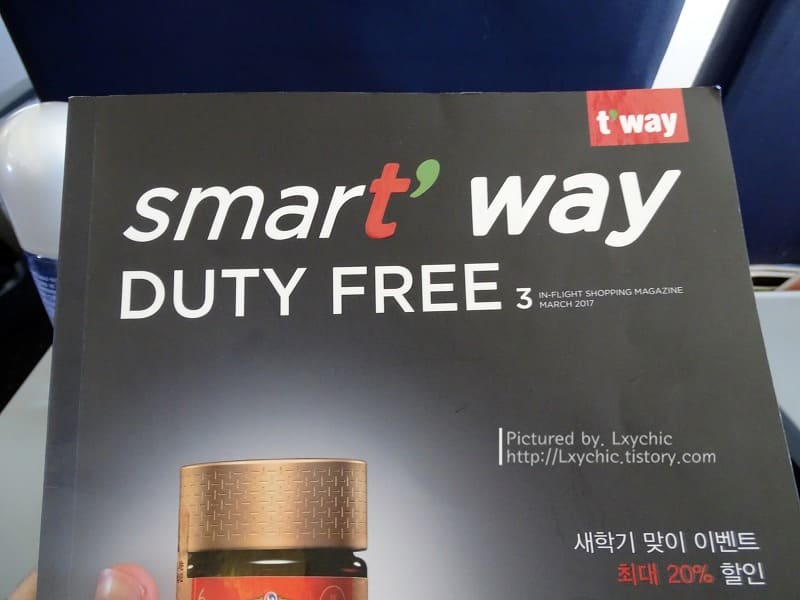 t'way
smart' way
DUTY FREE 3 IN-FLIGHT SHOPPING MAGAZINE
MARCH 2017
Pictured by. Lxychic
http://Lxychic.tistory.com
새학기 맞이 이벤트
최대 20% 할인
6